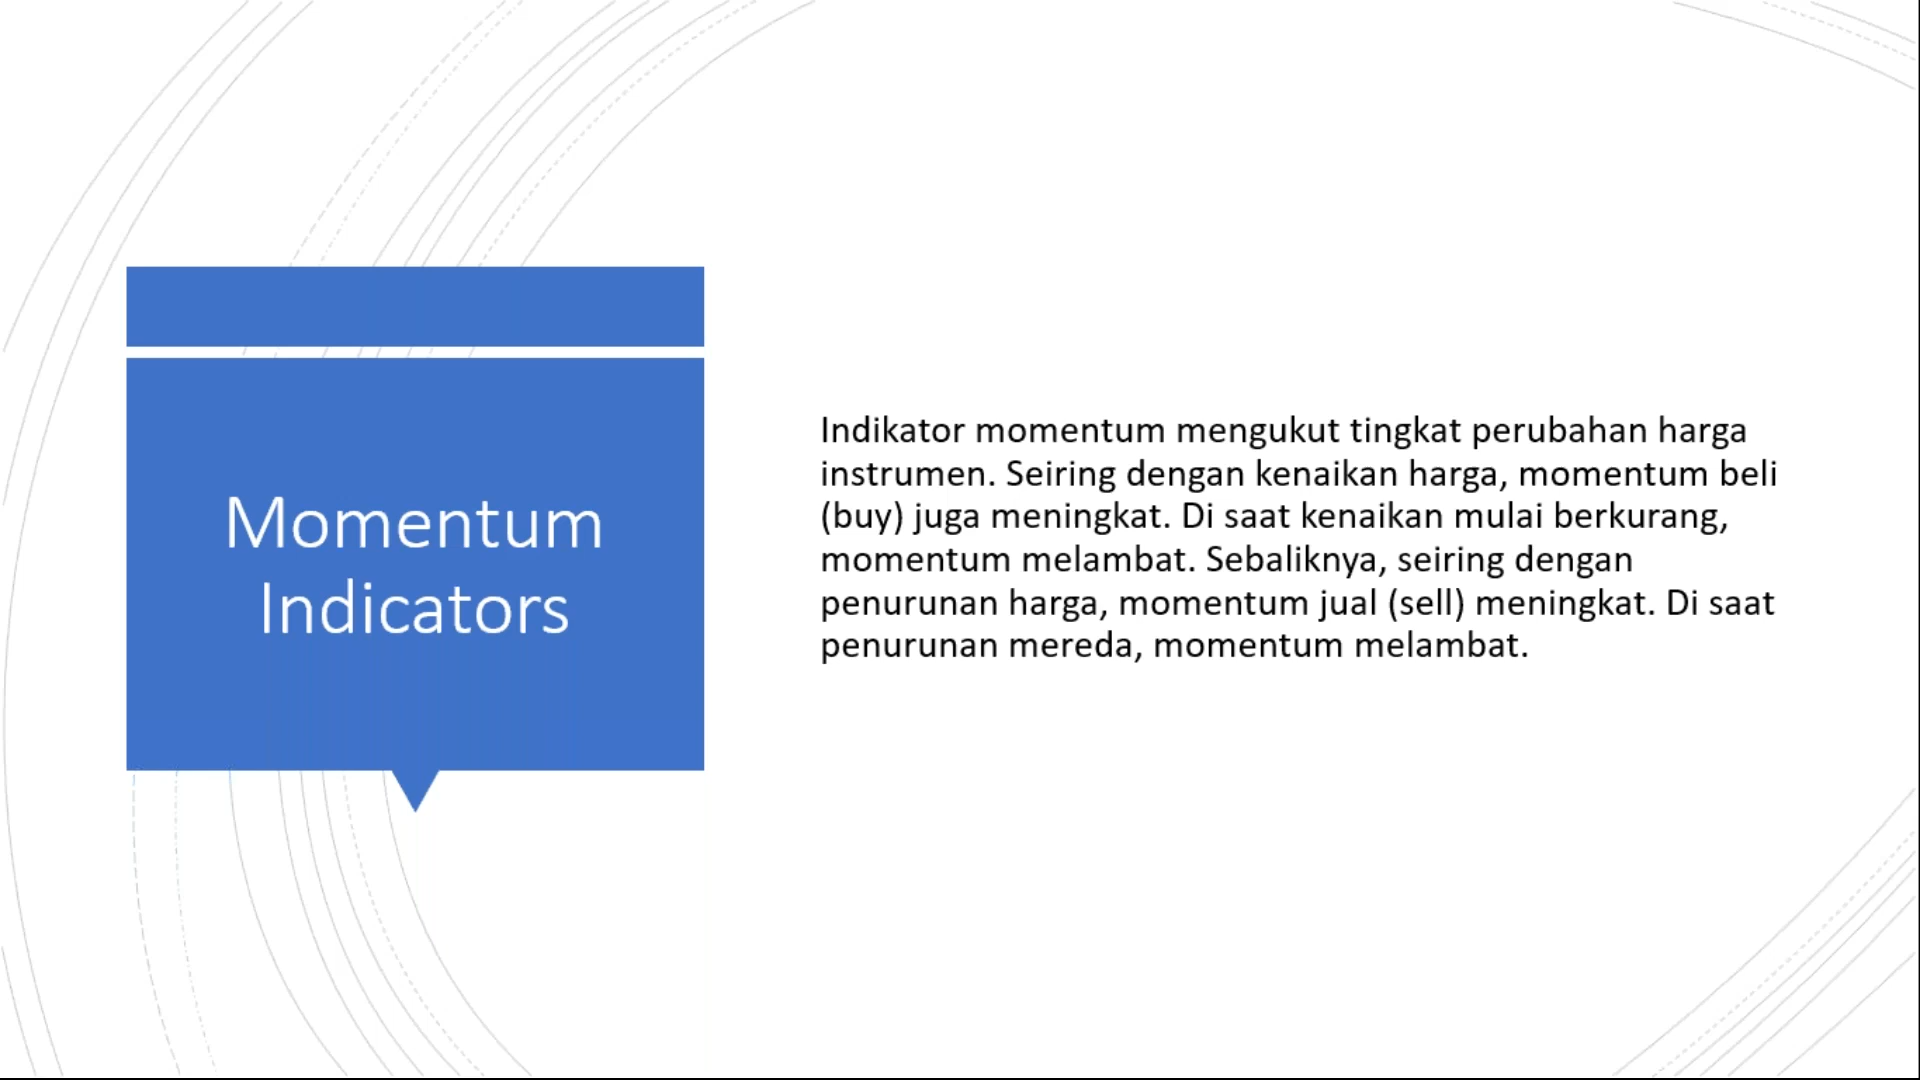 Momentum
Indicators
Indikator momentum mengukut tingkat perubahan harga
instrumen. Seiring dengan kenaikan harga, momentum beli
(buy) juga meningkat. Di saat kenaikan mulai berkurang,
momentum melambat. Sebaliknya, seiring dengan
penurunan harga, momentum jual (sell) meningkat. Di saat
penurunan mereda, momentum melambat.